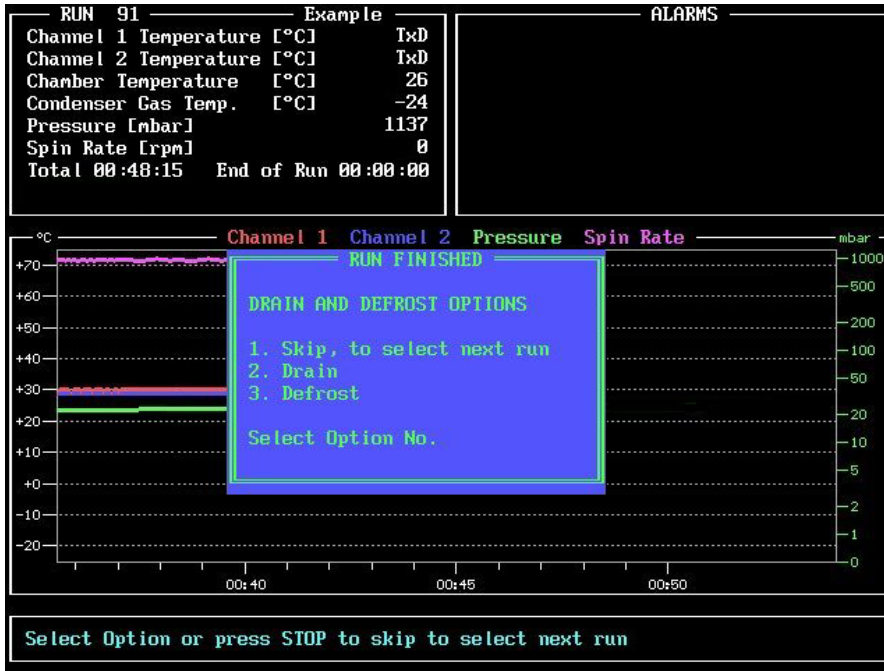 RUN 91 Example
Channel 1 Temperature [°C] TxD
Channel 2 Temperature [°C] TxD
Chamber Temperature [°C] 26
Condenser Gas Temp. [°C] -24
Pressure [mbar] 1137
Spin Rate [rpm] 0
Total 00:48:15 End of Run 00:00:00
ALARMS
°C Channel 1 Channel 2 Pressure Spin Rate mbar
+70
+60
+50
+40
+30
+20
+10
+0
-10
-20
RUN FINISHED
DRAIN AND DEFROST OPTIONS
1. Skip, to select next run
2. Drain
3. Defrost
Select Option No.
1000
500
200
100
50
20
10
5
2
1
0
00:40 00:45 00:50
Select Option or press STOP to skip to select next run